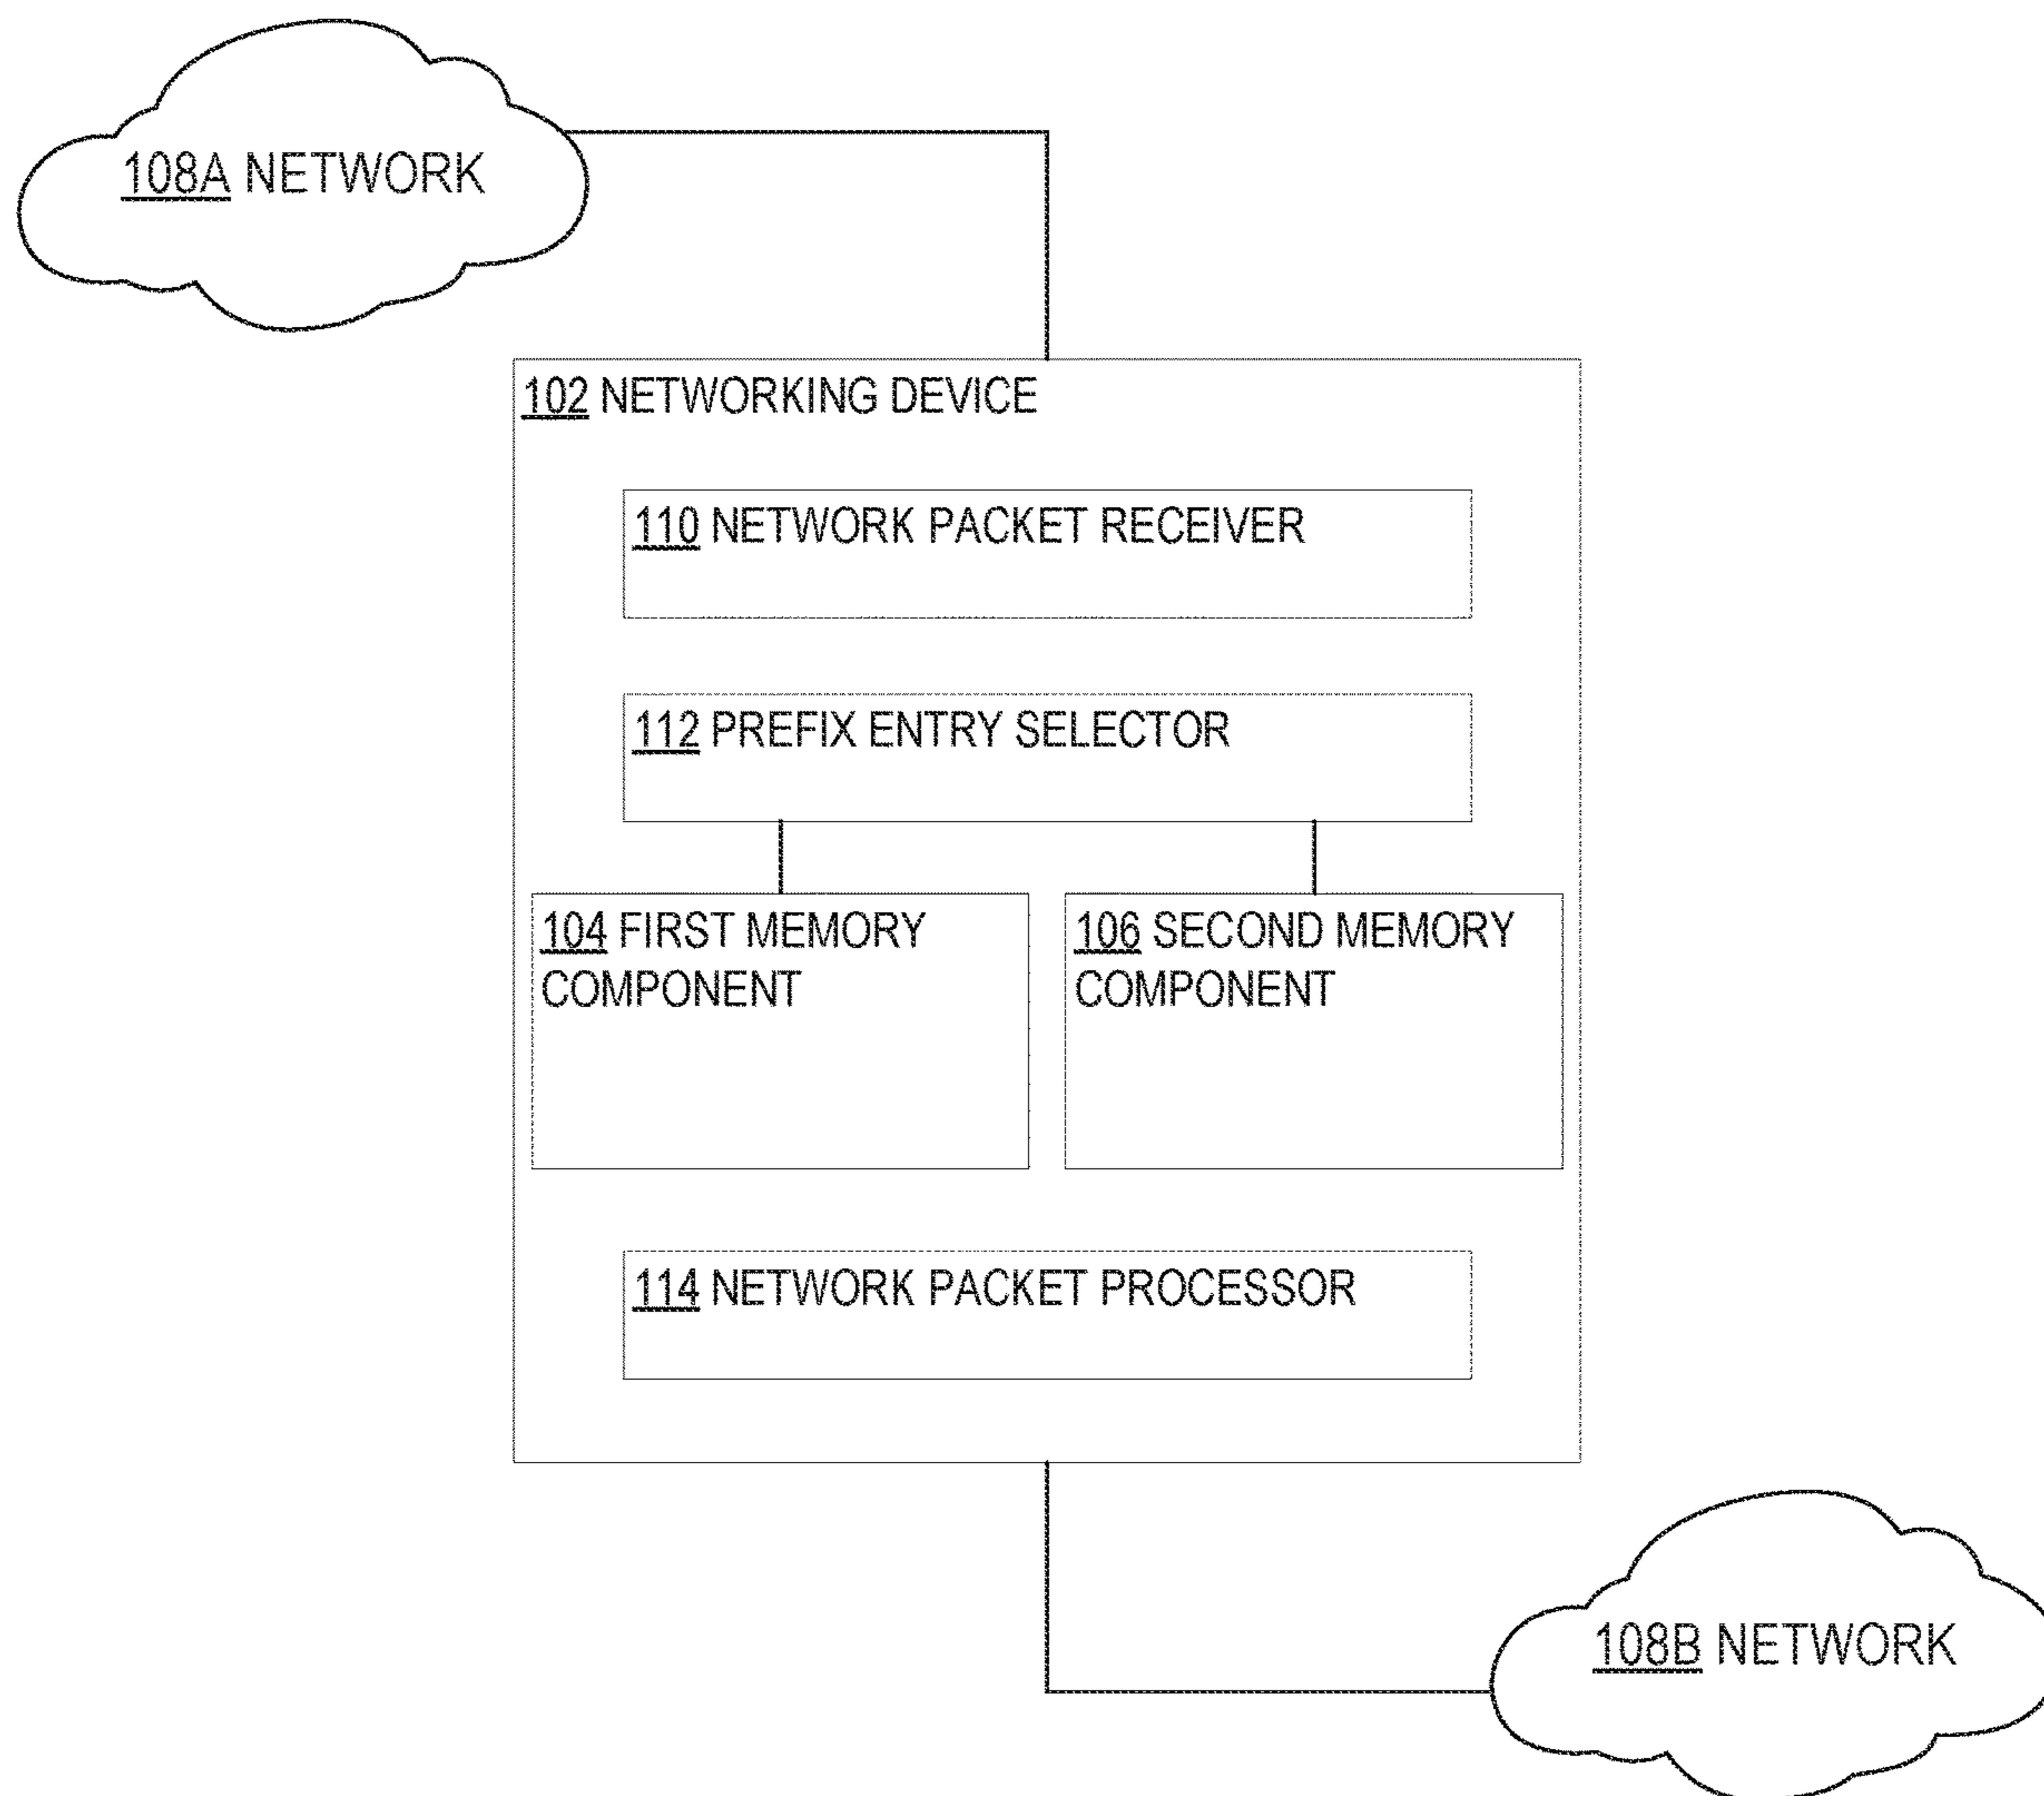 108A NETWORK
102 NETWORKING DEVICE
110 NETWORK PACKET RECEIVER
112 PREFIX ENTRY SELECTOR
104 FIRST MEMORY
COMPONENT
106 SECOND MEMORY
COMPONENT
114 NETWORK PACKET PROCESSOR
108B NETWORK